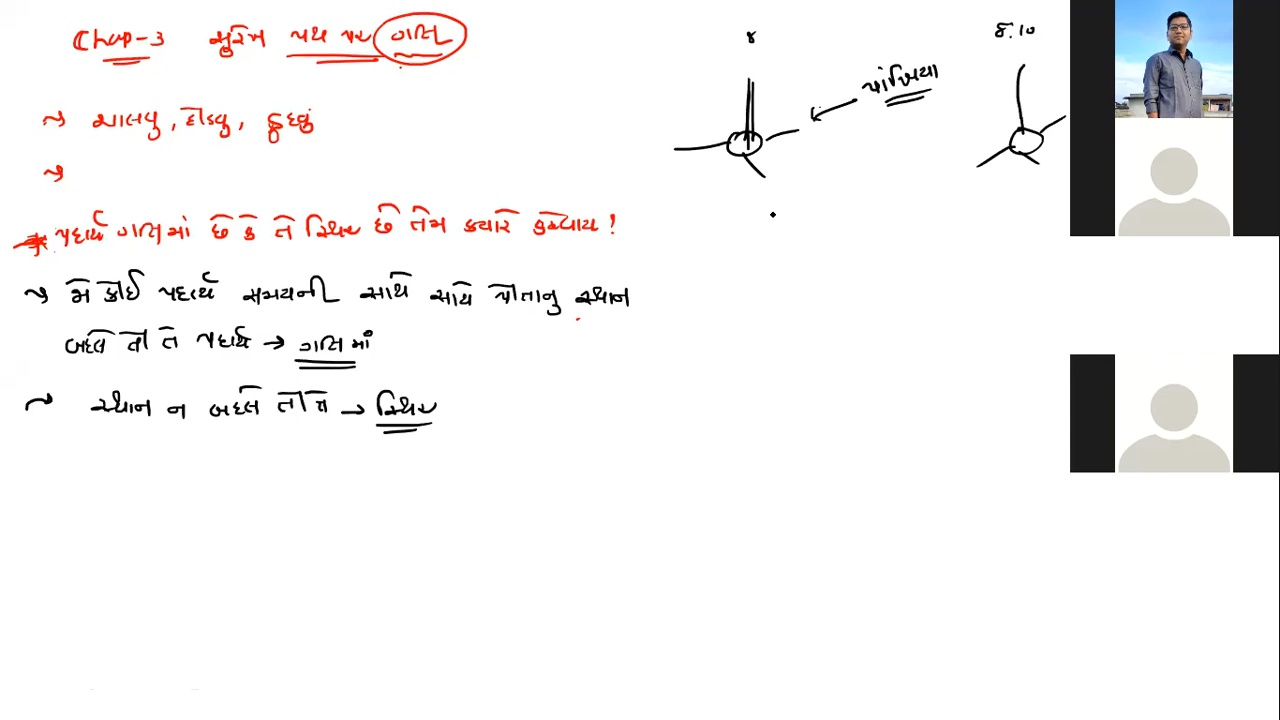 Chap-3 સુરેખ પથ પર ગતિ
→ ચાલવુ, દોડવુ, કુદવું
→
* પદાર્થ ગતિમાં છે કે તે સ્થિર છે તેમ ક્યારે કહેવાય?
→ જે કોઈ પદાર્થ સમયની સાથે સાથે પોતાનુ સ્થાન
બદલે તો તે પદાર્થ → ગતિ માં
→ સ્થાન ન બદલે તો → સ્થિર
8
પાંખિયા
8:10